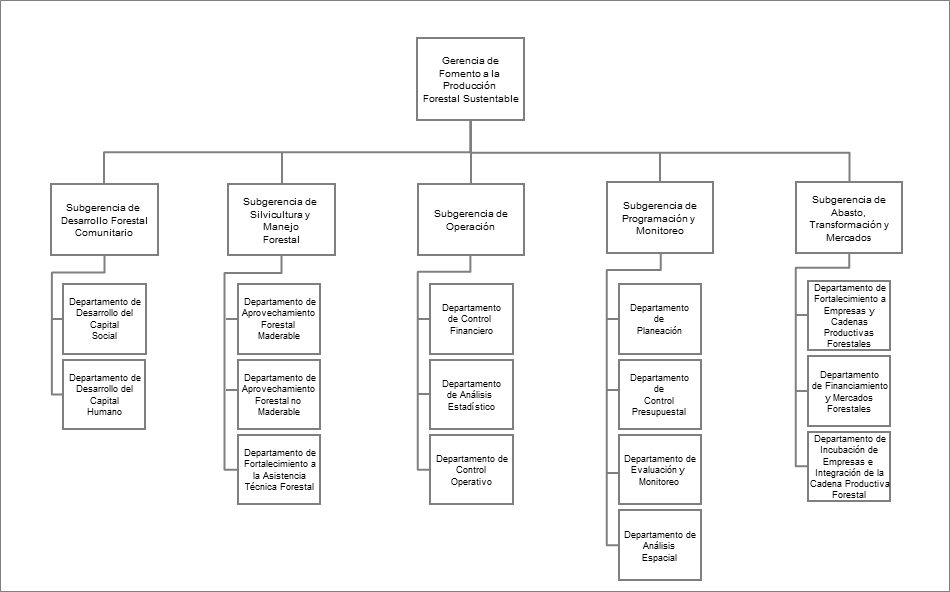 Gerencia de
Fomento a la
Producción
Forestal Sustentable
Subgerencia de
Desarrollo Forestal
Comunitario
Subgerencia de
Silvicultura y
Manejo
Forestal
Subgerencia de
Operación
Subgerencia de
Programación y
Monitoreo
Subgerencia de
Abasto,
Transformación y
Mercados
Departamento de
Desarrollo del
Capital
Social
Departamento de
Desarrollo del
Capital
Humano
Departamento de
Aprovechamiento
Forestal
Maderable
Departamento de
Aprovechamiento
Forestal no
Maderable
Departamento de
Fortalecimiento a
la Asistencia
Técnica Forestal
Departamento
de Control
Financiero
Departamento
de Análisis
Estadístico
Departamento de
Control
Operativo
Departamento
de
Planeación
Departamento
de
Control
Presupuestal
Departamento de
Evaluación y
Monitoreo
Departamento de
Análisis
Espacial
Departamento de
Fortalecimiento a
Empresas y
Cadenas
Productivas
Forestales
Departamento
de Financiamiento
y Mercados
Forestales
Departamento de
Incubación de
Empresas e
Integración de la
Cadena Productiva
Forestal